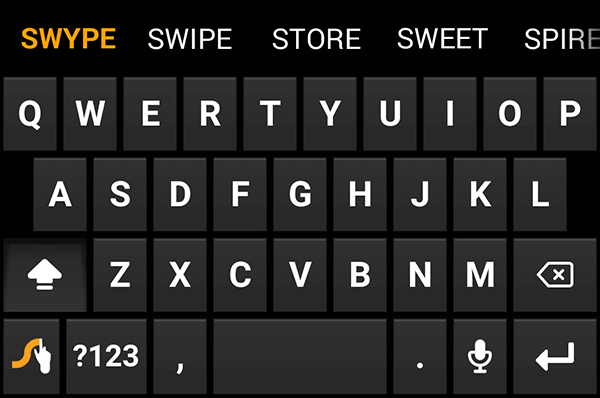 SWYPE SWIPE STORE SWEET SPIRE
Q W E R T Y U I O P
A S D F G H J K L
Z X C V B N M
?123 , .